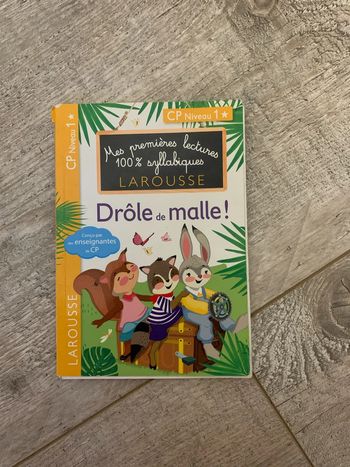 CP Niveau 1
CP Niveau 1
Mes premières lectures
100% syllabiques
LAROUSSE
Drôle de malle !
Conçu par
des enseignantes
de CP
LAROUSSE